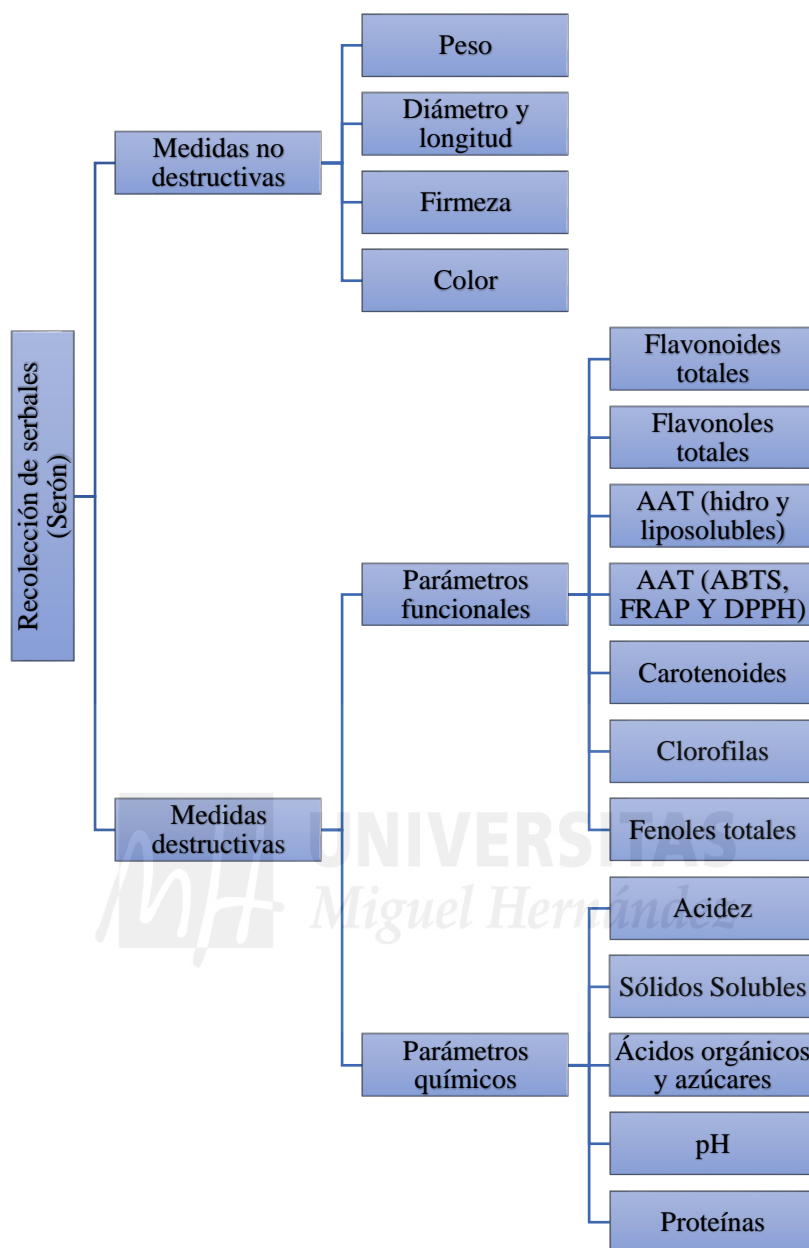 Recolección de serbales
(Serón)
Medidas no
destructivas
Peso
Diámetro y
longitud
Firmeza
Color
Medidas
destructivas
Parámetros
funcionales
Flavonoides
totales
Flavonoles
totales
AAT (hidro y
liposolubles)
AAT (ABTS,
FRAP Y DPPH)
Carotenoides
Clorofilas
Fenoles totales
Parámetros
químicos
Acidez
Sólidos Solubles
Ácidos orgánicos
y azúcares
pH
Proteínas
UNIVERSITAS
Miguel Hernández